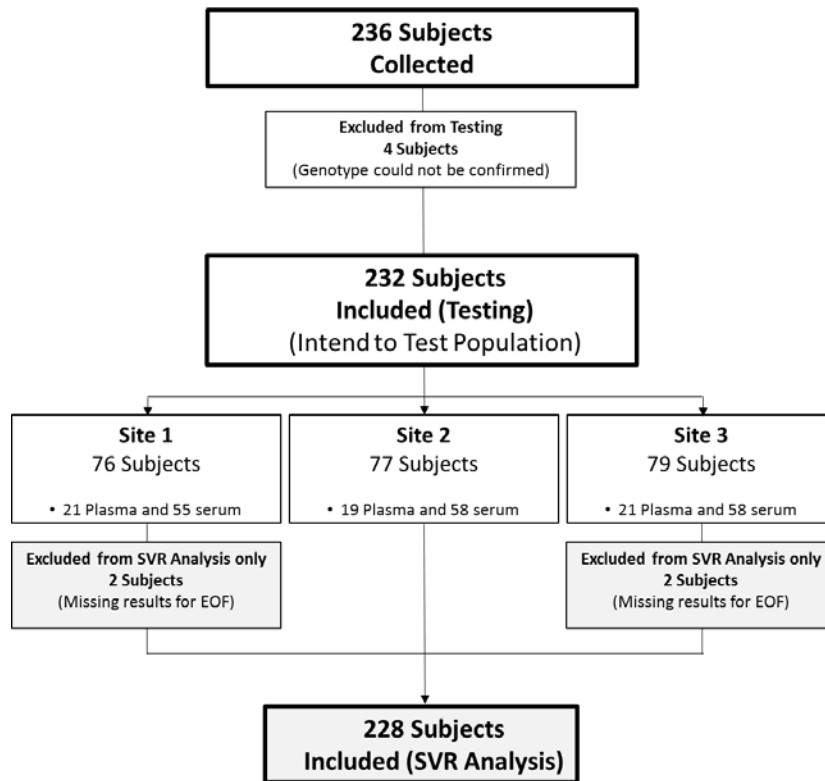 236 Subjects
Collected
Excluded from Testing
4 Subjects
(Genotype could not be confirmed)
232 Subjects
Included (Testing)
(Intend to Test Population)
Site 1
76 Subjects
• 21 Plasma and 55 serum
Site 2
77 Subjects
• 19 Plasma and 58 serum
Site 3
79 Subjects
• 21 Plasma and 58 serum
Excluded from SVR Analysis only
2 Subjects
(Missing results for EOF)
Excluded from SVR Analysis only
2 Subjects
(Missing results for EOF)
228 Subjects
Included (SVR Analysis)